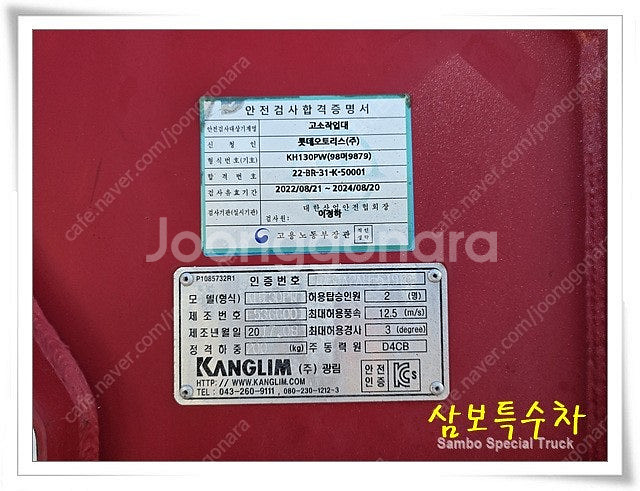 안전검사합격증명서
안전검사대상기계명 고소작업대
신청인 롯데오토리스(주)
형식번호(기호) KH130PW(98머9879)
합격번호 22-BR-31-K-50001
검사유효기간 2022/08/21 ~ 2024/08/20
검사기관(실시기관) 대한산업안전협회장
검사원: 이정하
고용노동부장관
Joonggonara
P1085732R1 인증번호
모델(형식) 허용탑승인원 2 (명)
제조번호 최대허용풍속 12.5 (m/s)
제조년월일 20 최대허용경사 3 (degree)
정격하중 (kg) 주동력원 D4CB
KANGLIM (주) 광림
안전인증 S
HTTP://WWW.KANGLIM.COM
TEL : 043-260-9111, 080-230-1212-3
삼보특수차
Sambo Special Truck
cafe.naver.com/joonggonara